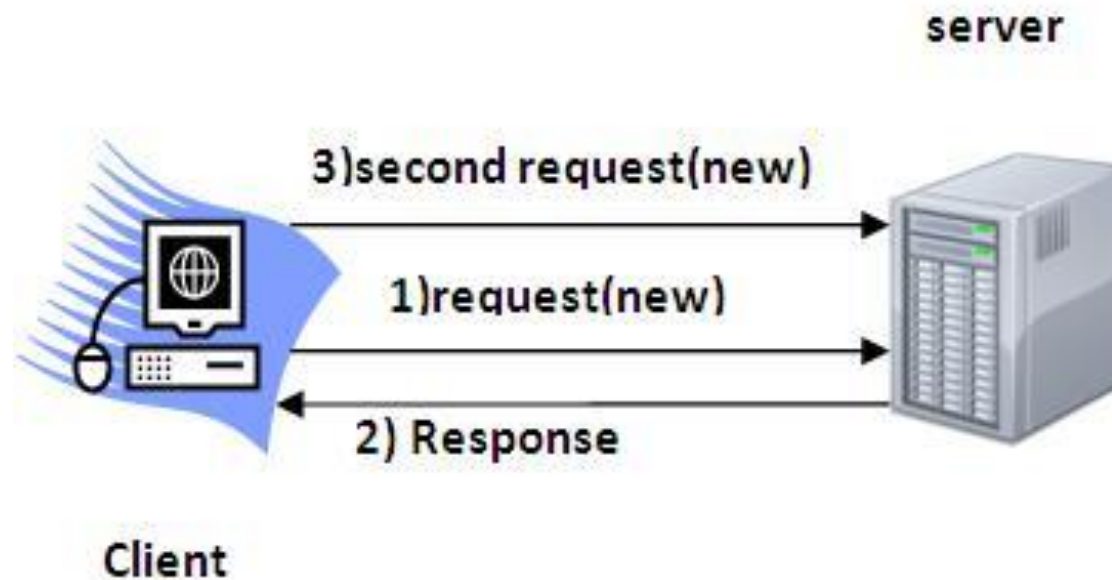 server
3)second request(new)
1)request(new)
2) Response
Client